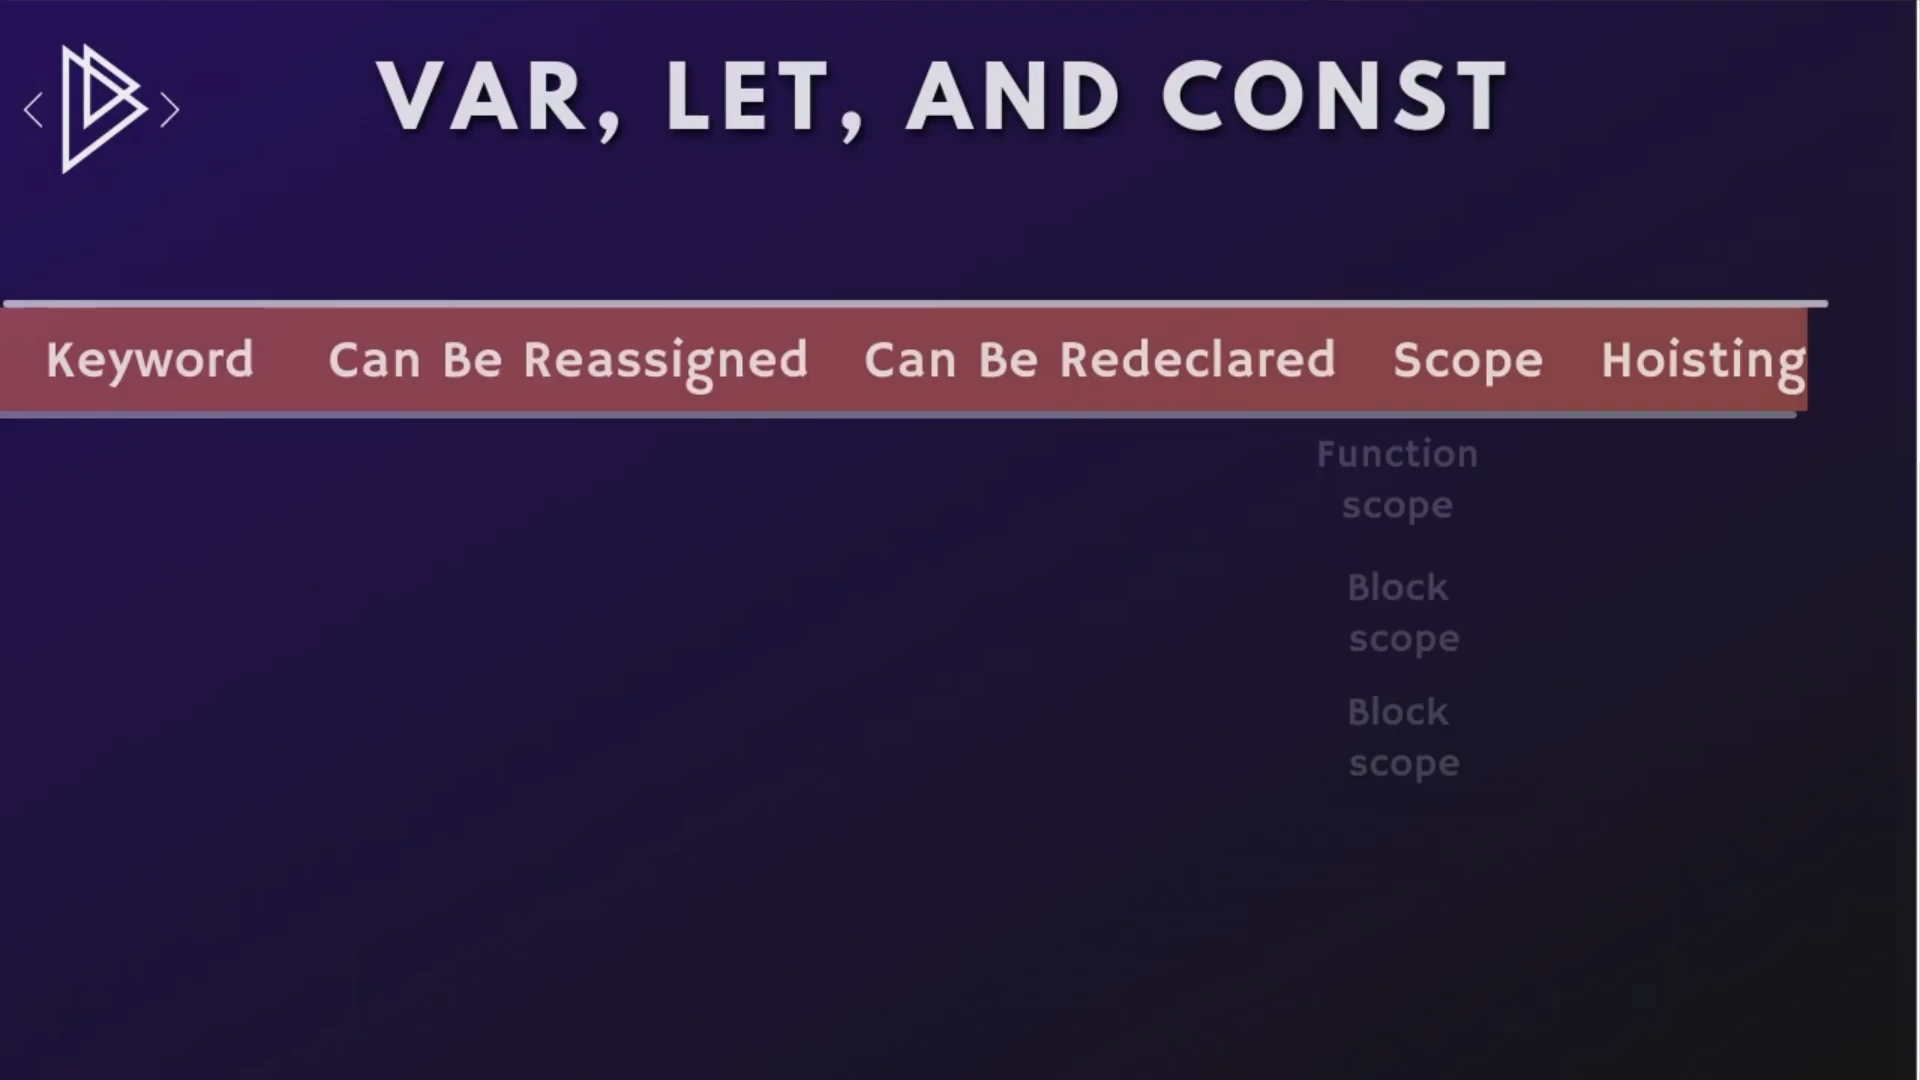 VAR, LET, AND CONST
Keyword Can Be Reassigned Can Be Redeclared Scope Hoisting
Function
scope
Block
scope
Block
scope